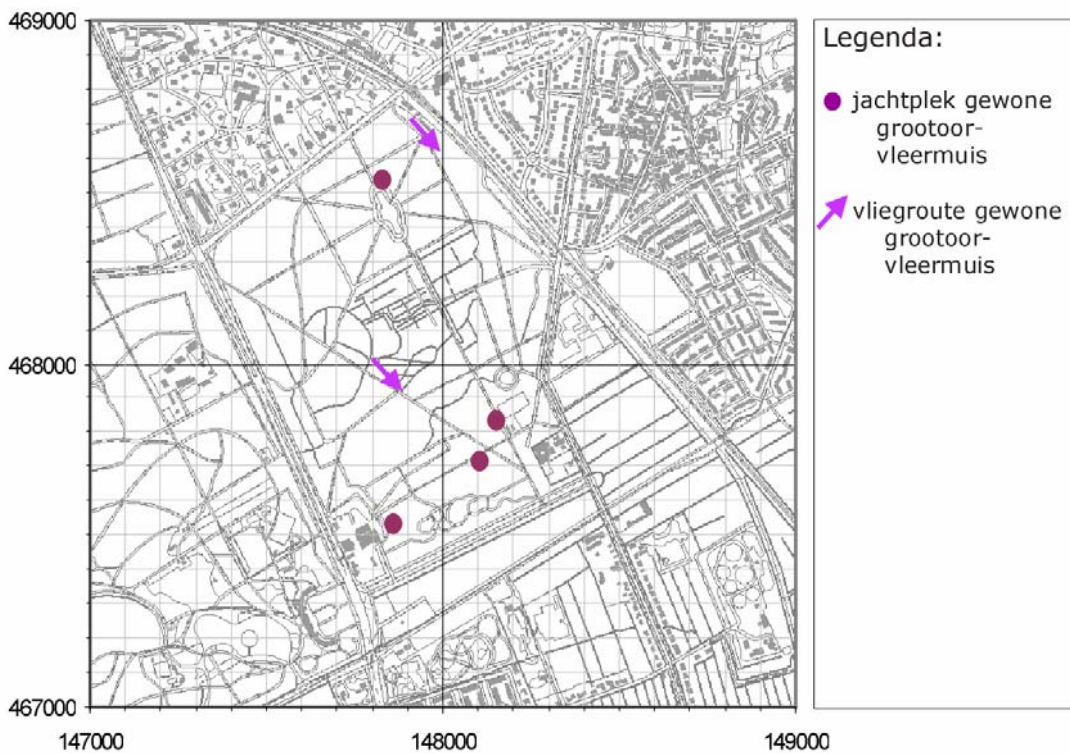 469000
468000
467000
147000
148000
149000
Legenda:
jachtplek gewone
grootoor-
vleermuis
vliegroute gewone
grootoor-
vleermuis